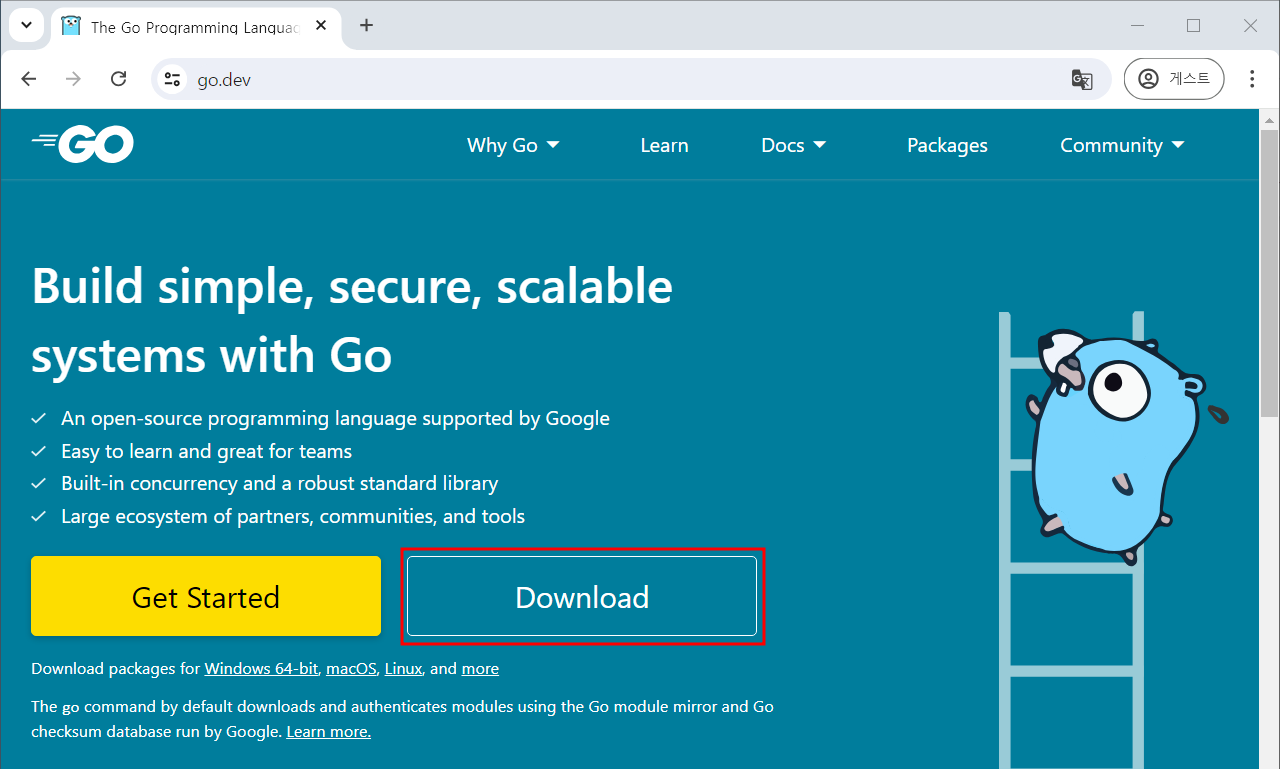 The Go Programming Langua
go.dev
게스트
GO
Why Go
Learn
Docs
Packages
Community
Build simple, secure, scalable
systems with Go
An open-source programming language supported by Google
Easy to learn and great for teams
Built-in concurrency and a robust standard library
Large ecosystem of partners, communities, and tools
Get Started
Download
Download packages for Windows 64-bit, macOS, Linux, and more
The go command by default downloads and authenticates modules using the Go module mirror and Go
checksum database run by Google. Learn more.